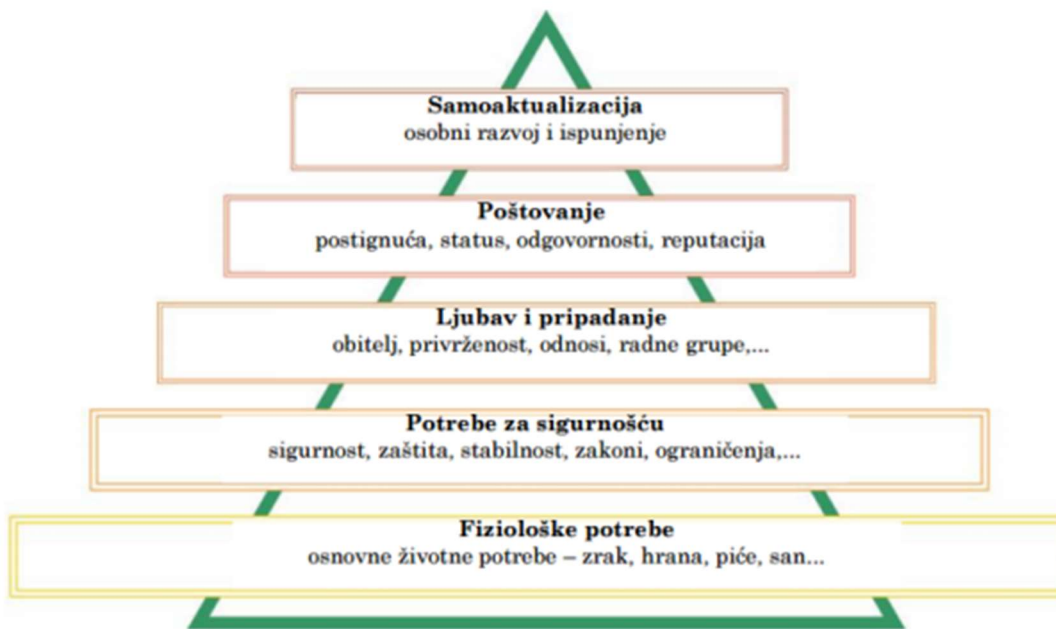 Samoaktualizacija
osobni razvoj i ispunjenje
Poštovanje
postignuća, status, odgovornosti, reputacija
Ljubav i pripadanje
obitelj, privrženost, odnosi, radne grupe,...
Potrebe za sigurnošću
sigurnost, zaštita, stabilnost, zakoni, ograničenja,...
Fiziološke potrebe
osnovne životne potrebe – zrak, hrana, piće, san...